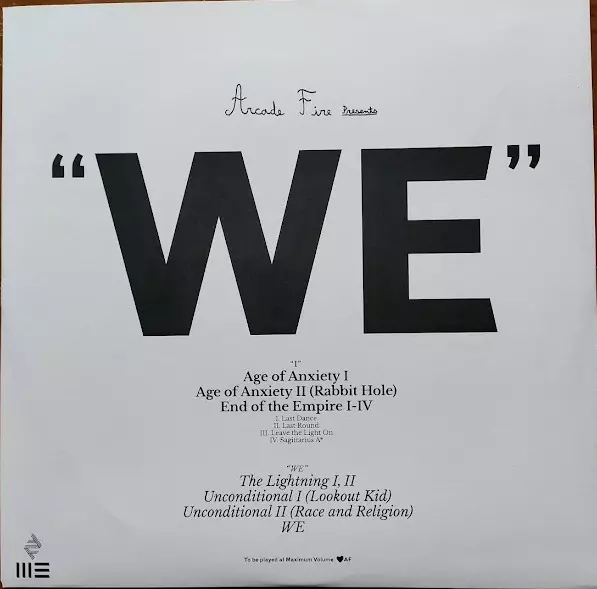 Arcade Fire Presents
“WE”
“I”
Age of Anxiety I
Age of Anxiety II (Rabbit Hole)
End of the Empire I-IV
I. Last Dance
II. Last Round
III. Leave the Light On
IV. Sagittarius A*
“WE”
The Lightning I, II
Unconditional I (Lookout Kid)
Unconditional II (Race and Religion)
WE
To be played at Maximum Volume ♥AF
WE